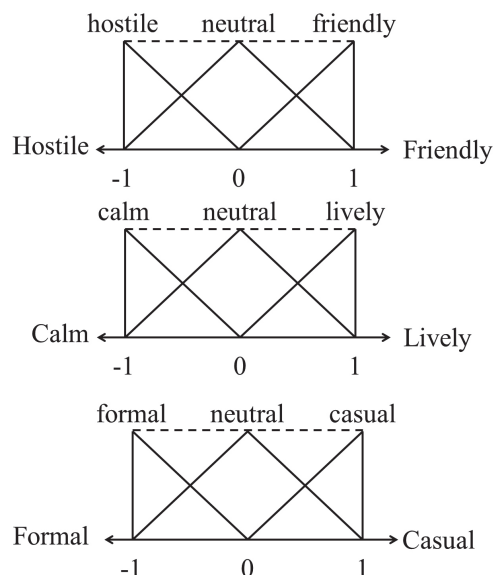 hostile neutral friendly
Hostile Friendly
-1 0 1
calm neutral lively
Calm Lively
-1 0 1
formal neutral casual
Formal Casual
-1 0 1